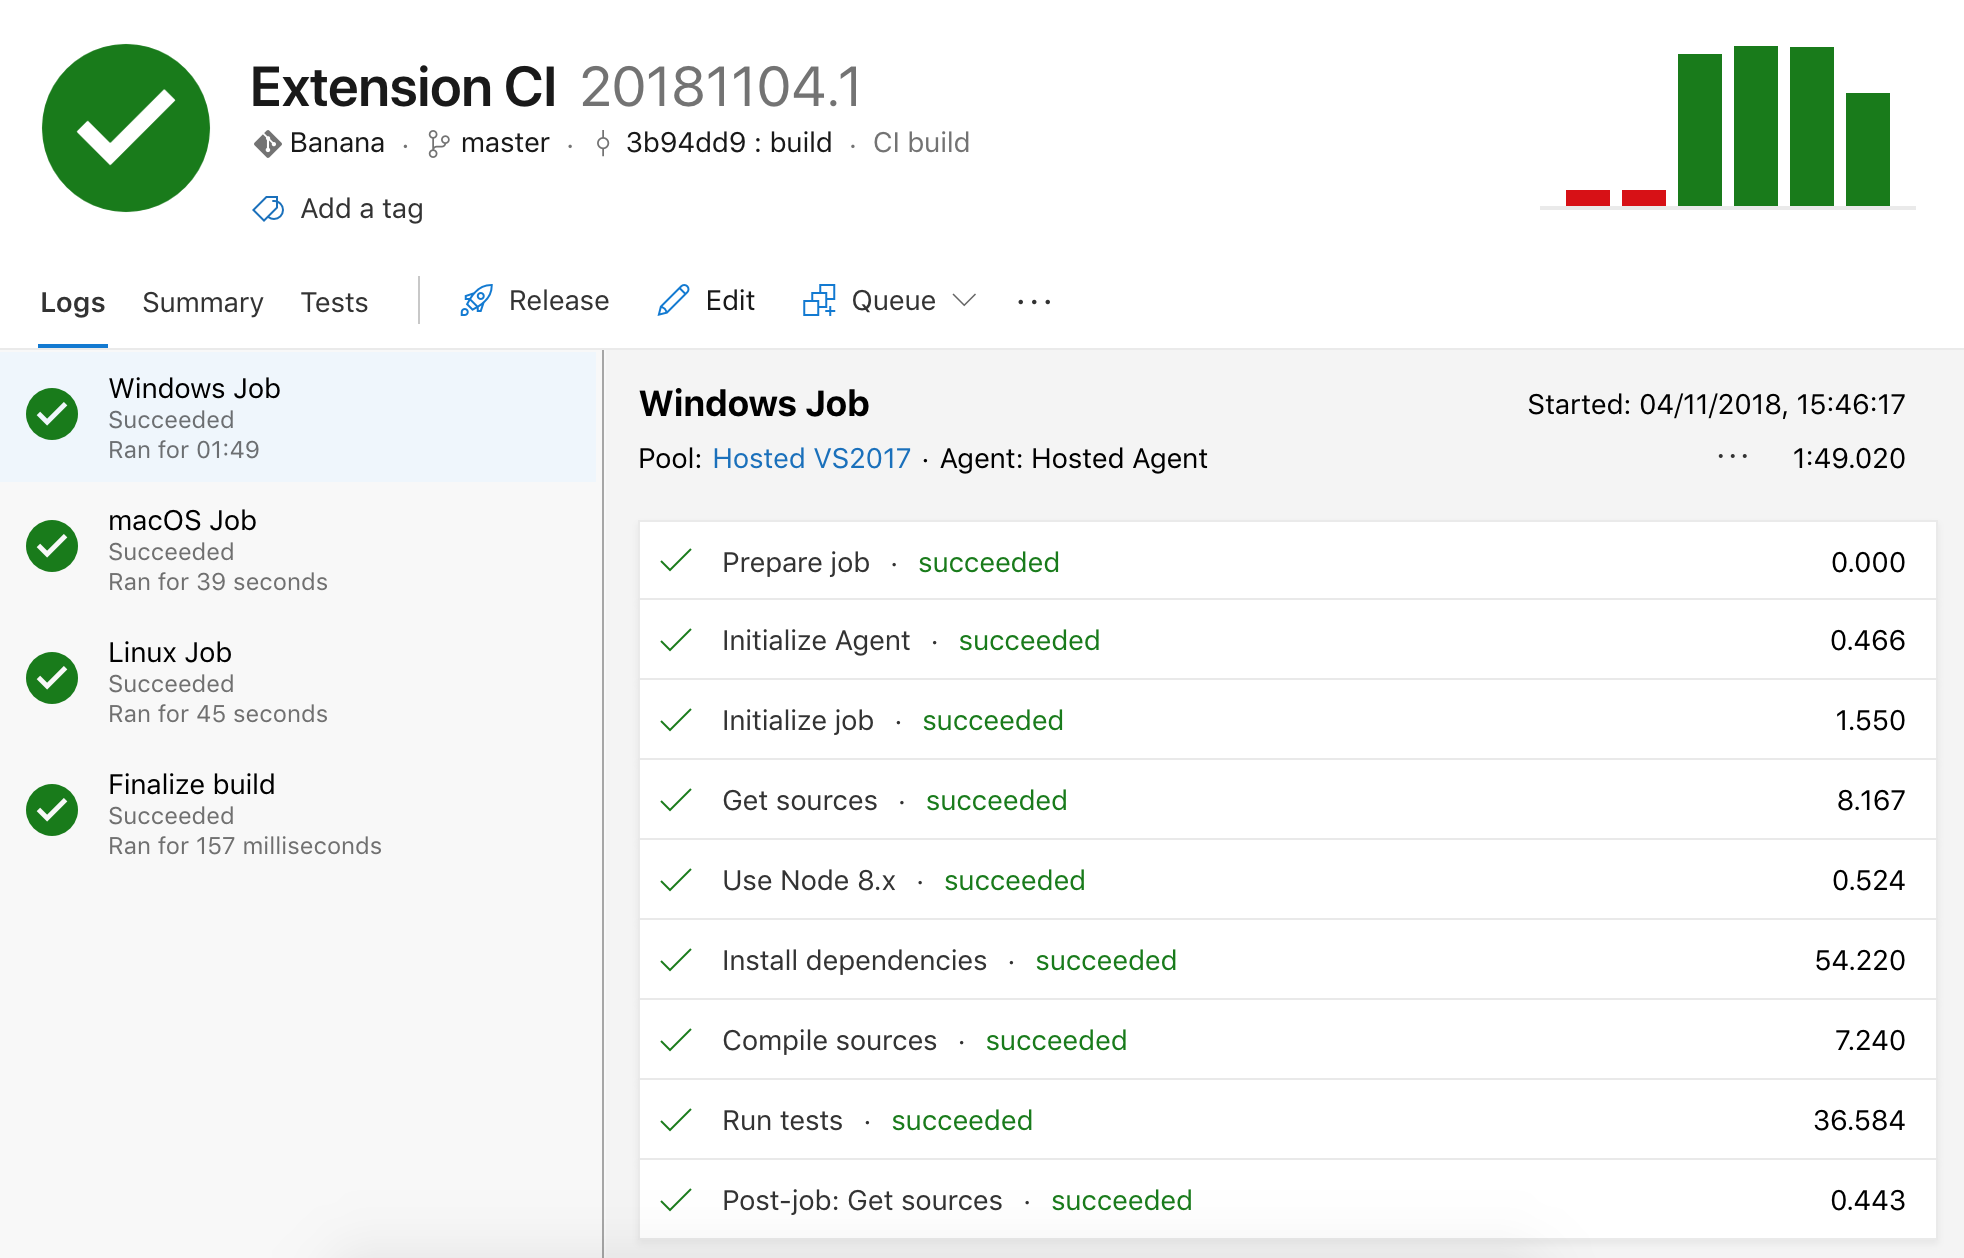 Extension CI 20181104.1
Banana · master · 3b94dd9 : build · CI build
Add a tag
Logs Summary Tests Release Edit Queue ···
Windows Job
Succeeded
Ran for 01:49
macOS Job
Succeeded
Ran for 39 seconds
Linux Job
Succeeded
Ran for 45 seconds
Finalize build
Succeeded
Ran for 157 milliseconds
Windows Job Started: 04/11/2018, 15:46:17
Pool: Hosted VS2017 · Agent: Hosted Agent ··· 1:49.020
Prepare job · succeeded 0.000
Initialize Agent · succeeded 0.466
Initialize job · succeeded 1.550
Get sources · succeeded 8.167
Use Node 8.x · succeeded 0.524
Install dependencies · succeeded 54.220
Compile sources · succeeded 7.240
Run tests · succeeded 36.584
Post-job: Get sources · succeeded 0.443